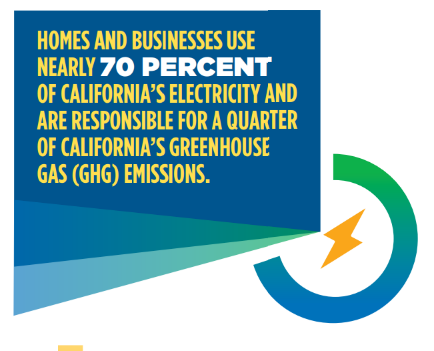 HOMES AND BUSINESSES USE
NEARLY 70 PERCENT
OF CALIFORNIA'S ELECTRICITY AND
ARE RESPONSIBLE FOR A QUARTER
OF CALIFORNIA'S GREENHOUSE
GAS (GHG) EMISSIONS.